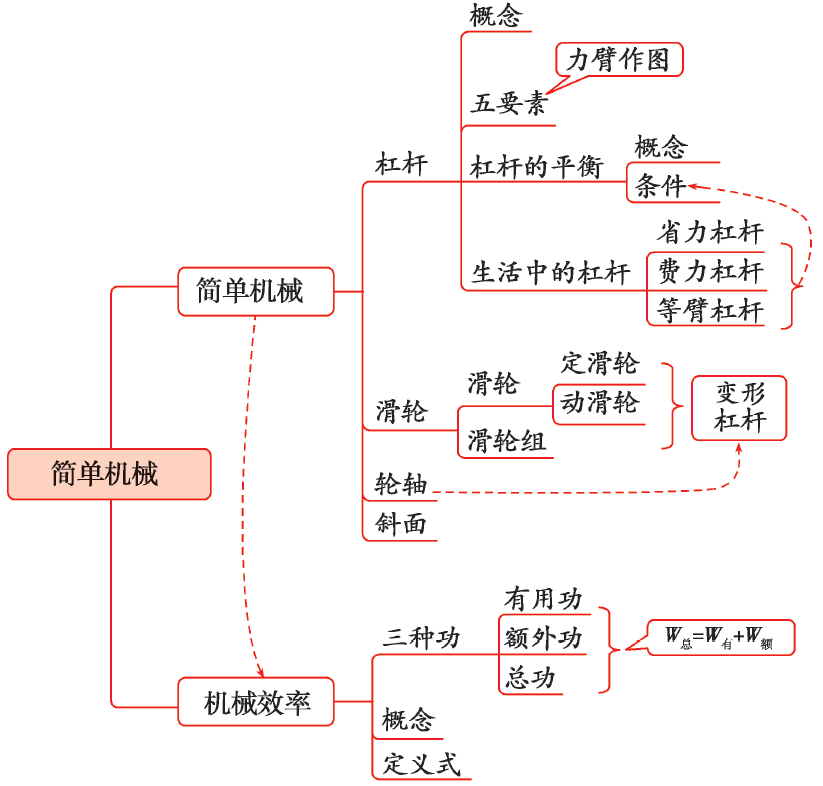 概念
力臂作图
五要素
杠杆
杠杆的平衡
概念
条件
生活中的杠杆
省力杠杆
费力杠杆
等臂杠杆
简单机械
滑轮
滑轮
定滑轮
动滑轮
滑轮组
变形
杠杆
简单机械
轮轴
斜面
三种功
有用功
额外功
总功
W总=W有+W额
机械效率
概念
定义式